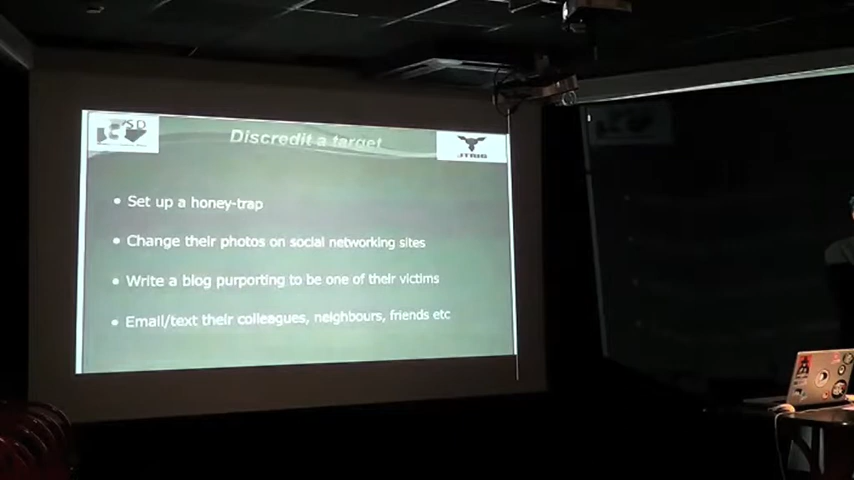 Discredit a target
JTRIG
• Set up a honey-trap
• Change their photos on social networking sites
• Write a blog purporting to be one of their victims
• Email/text their colleagues, neighbours, friends etc